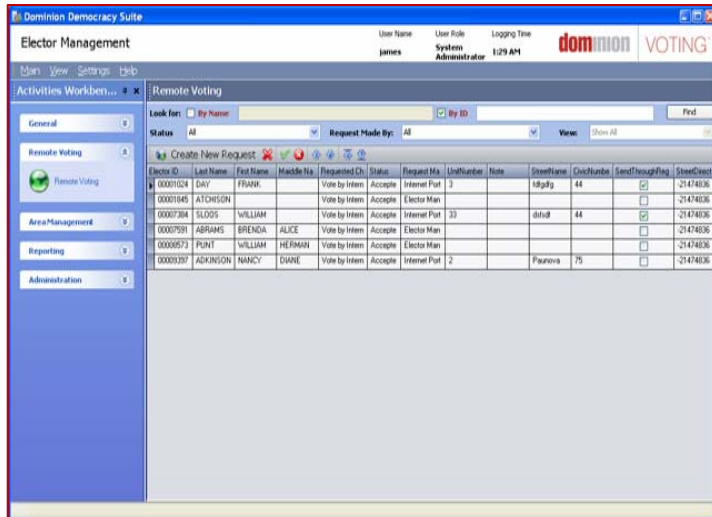 Dominion Democracy Suite
Elector Management
User Name User Role Logging Time
james System Administrator 1:29 AM
dominion VOTING
Main View Settings Help
Activities Workben...
Remote Voting
General
Remote Voting
Remote Voting
Area Management
Reporting
Administration
Look for: By Name By ID Find
Status All Request Made By: All View: Show All
Create New Request
Elector ID Last Name First Name Maiddle Na Requested Ch Status Request Ma UnitNumber Note StreetName CivicNumbe SendThroughReg StreetDirect
00001024 DAY FRANK Vote by Intern Accepte Internet Port 3 44 -21474836
00001845 ATCHISON Vote by Intern Accepte Elector Man -21474836
00007384 SLOOS WILLIAM Vote by Intern Accepte Internet Port 33 44 -21474836
00007591 ABRAMS BRENDA ALICE Vote by Intern Accepte Elector Man -21474836
00008573 PUNT WILLIAM HERMAN Vote by Intern Accepte Elector Man -21474836
00009397 ADKINSON NANCY DIANE Vote by Intern Accepte Internet Port 2 Paunova 75 -21474836